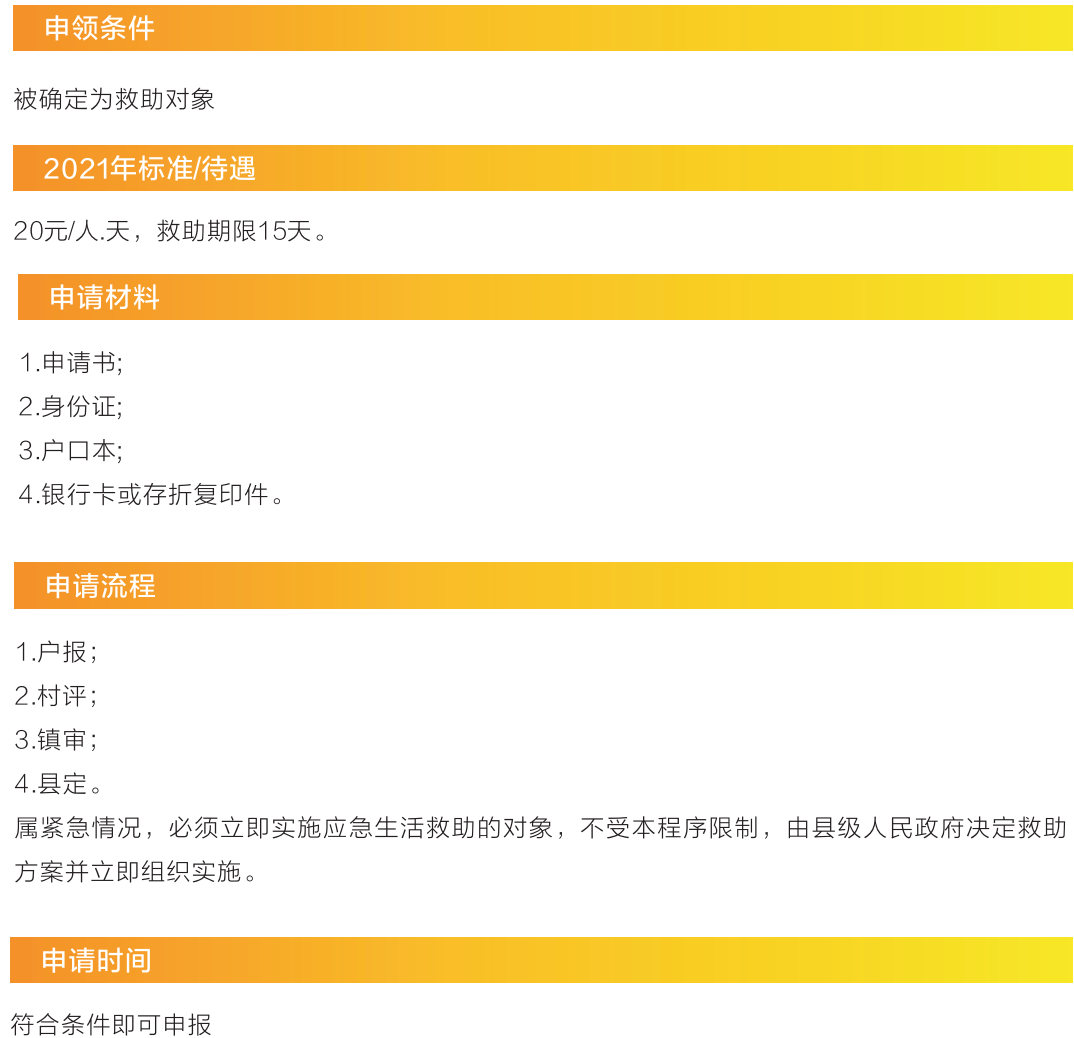 申领条件
被确定为救助对象
2021年标准/待遇
20元/人.天，救助期限15天。
申请材料
1.申请书;
2.身份证;
3.户口本;
4.银行卡或存折复印件。
申请流程
1.户报；
2.村评；
3.镇审；
4.县定。
属紧急情况，必须立即实施应急生活救助的对象，不受本程序限制，由县级人民政府决定救助
方案并立即组织实施。
申请时间
符合条件即可申报